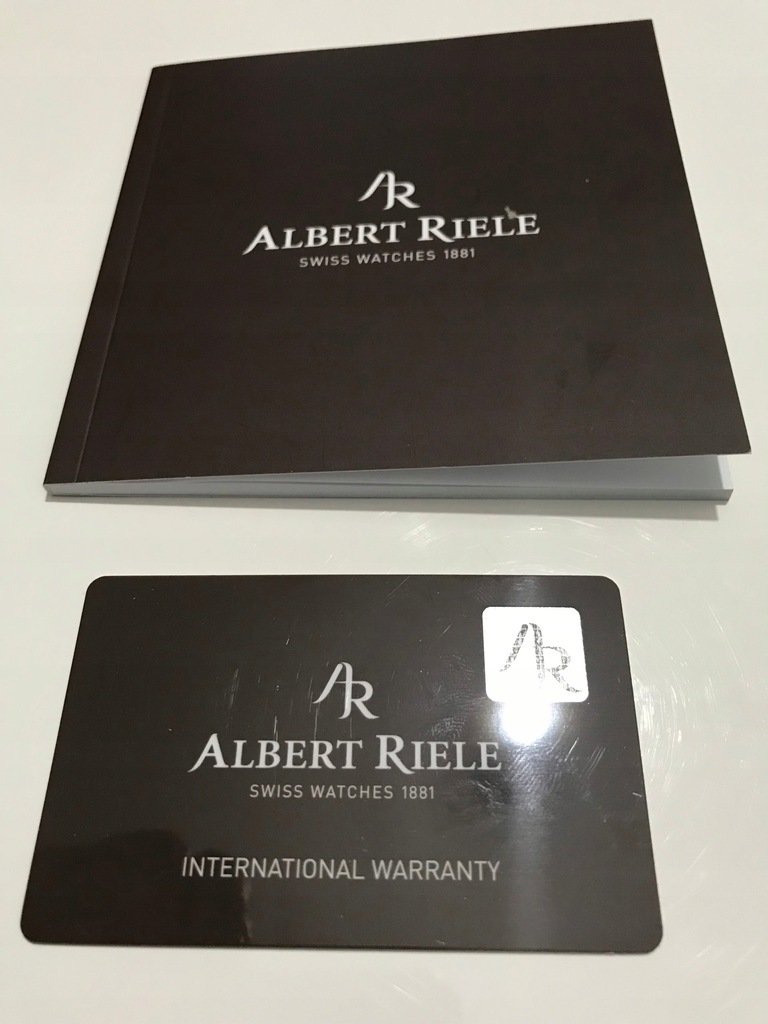 AR
ALBERT RIELE
SWISS WATCHES 1881
AR
AR
ALBERT RIELE
SWISS WATCHES 1881
INTERNATIONAL WARRANTY